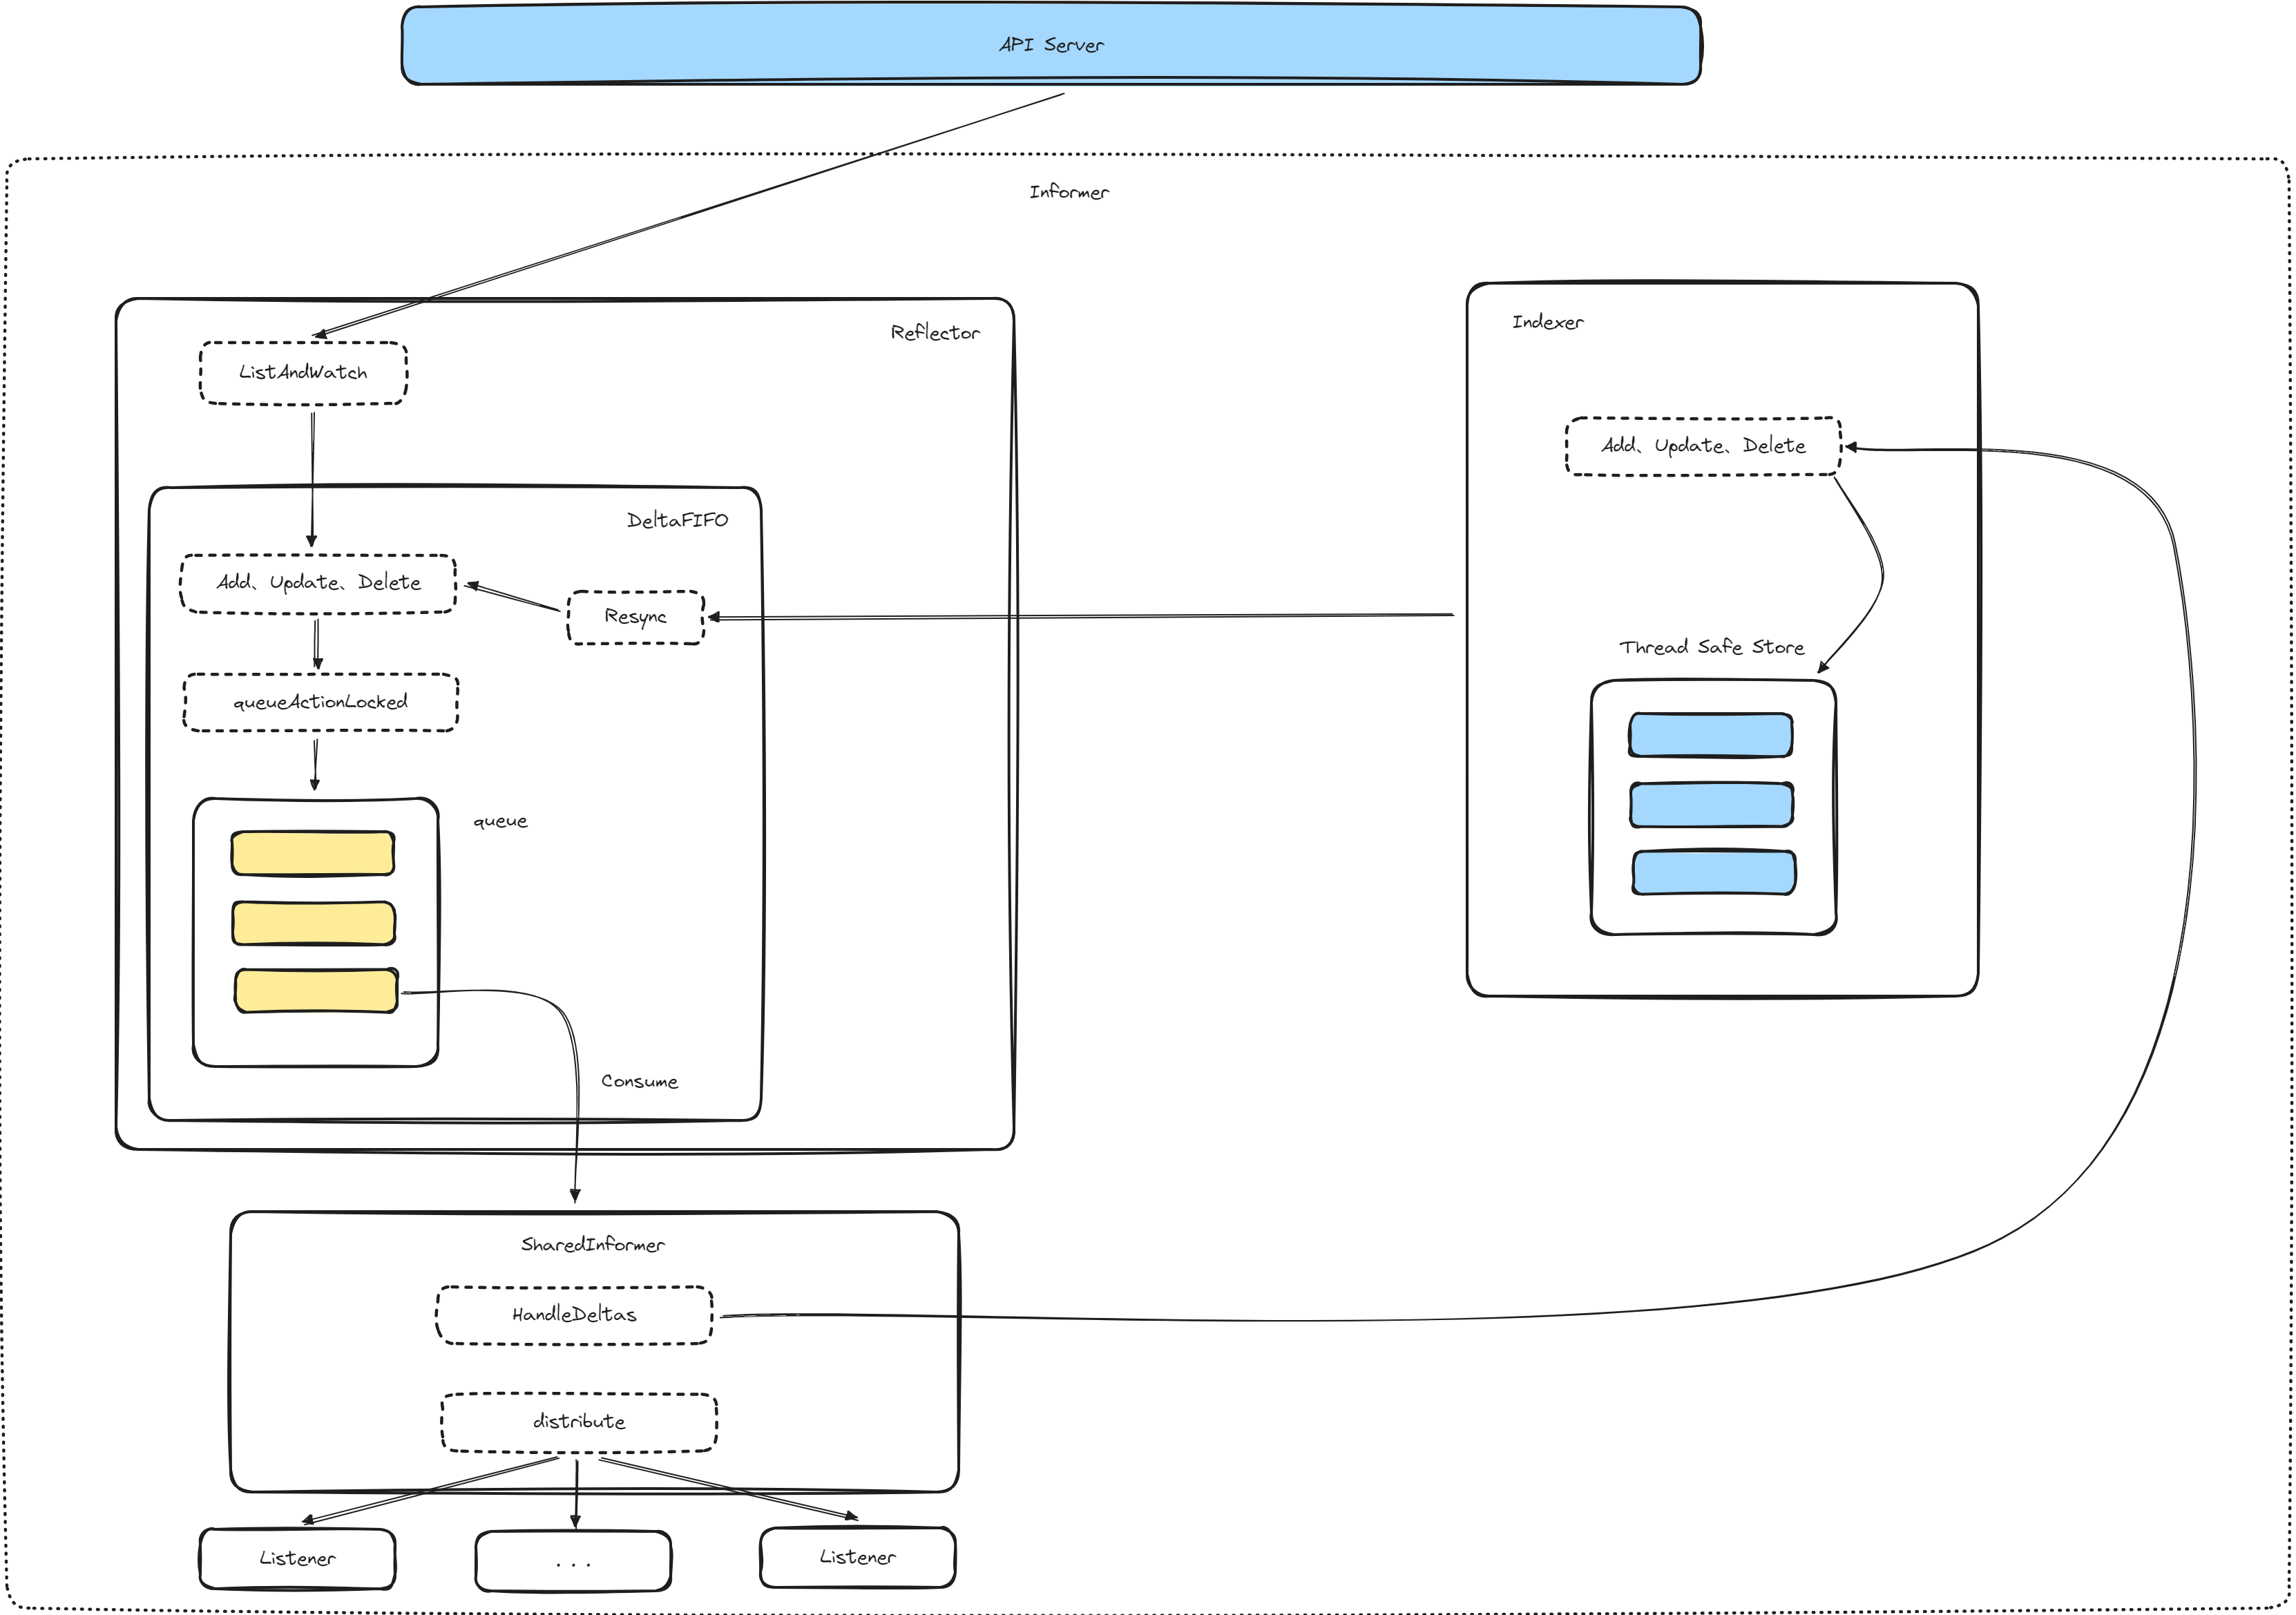 API Server
Informer
Reflector
ListAndWatch
DeltaFIFO
Add、Update、Delete
Resync
queueActionLocked
queue
Consume
Indexer
Add、Update、Delete
Thread Safe Store
SharedInformer
HandleDeltas
distribute
Listener
...
Listener